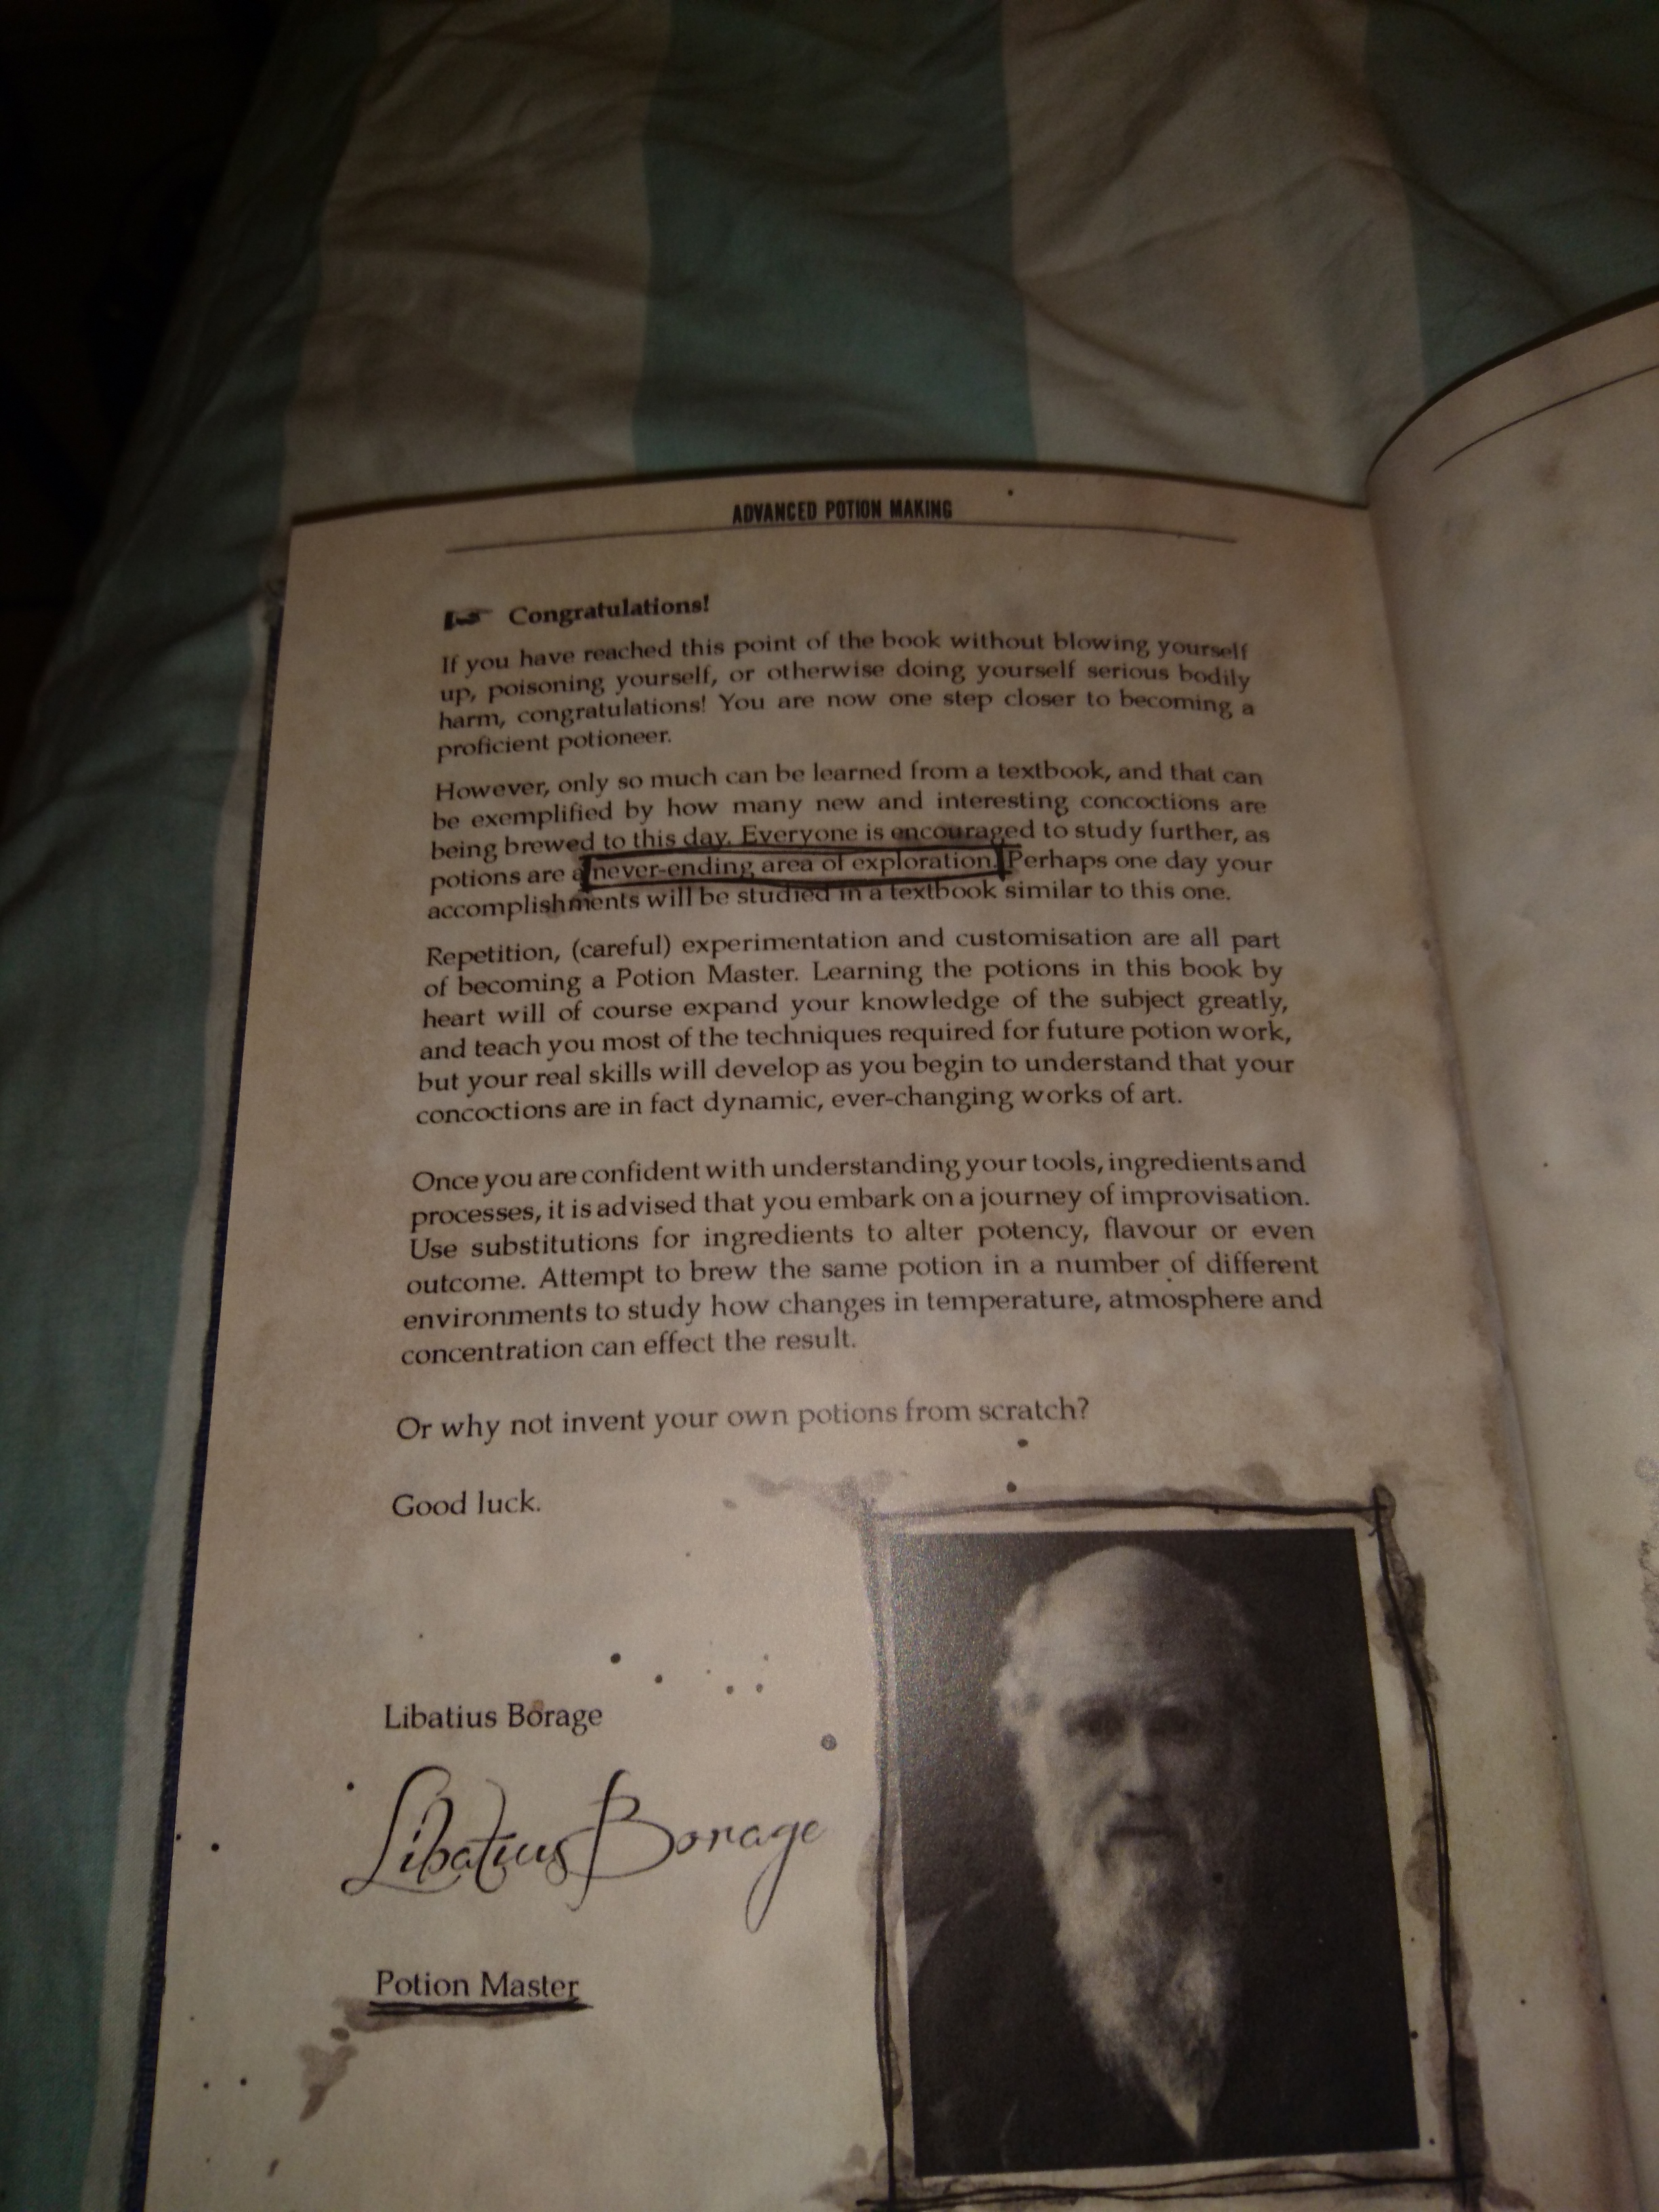 ADVANCED POTION MAKING
Congratulations!
If you have reached this point of the book without blowing yourself
up, poisoning yourself, or otherwise doing yourself serious bodily
harm, congratulations! You are now one step closer to becoming a
proficient potioneer.
However, only so much can be learned from a textbook, and that can
be exemplified by how many new and interesting concoctions are
being brewed to this day. Everyone is encouraged to study further, as
potions are a never-ending area of exploration. Perhaps one day your
accomplishments will be studied in a textbook similar to this one.
Repetition, (careful) experimentation and customisation are all part
of becoming a Potion Master. Learning the potions in this book by
heart will of course expand your knowledge of the subject greatly,
and teach you most of the techniques required for future potion work,
but your real skills will develop as you begin to understand that your
concoctions are in fact dynamic, ever-changing works of art.
Once you are confident with understanding your tools, ingredients and
processes, it is advised that you embark on a journey of improvisation.
Use substitutions for ingredients to alter potency, flavour or even
outcome. Attempt to brew the same potion in a number of different
environments to study how changes in temperature, atmosphere and
concentration can effect the result.
Or why not invent your own potions from scratch?
Good luck.
Libatius Borage
Libatius Borage
Potion Master